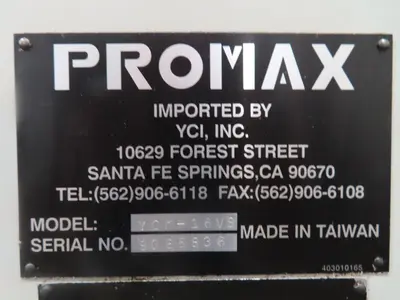 PROMAX
IMPORTED BY
YCI, INC.
10629 FOREST STREET
SANTA FE SPRINGS,CA 90670
TEL:(562)906-6118 FAX:(562)906-6108
MODEL:
SERIAL NO.
MADE IN TAIWAN
403010165